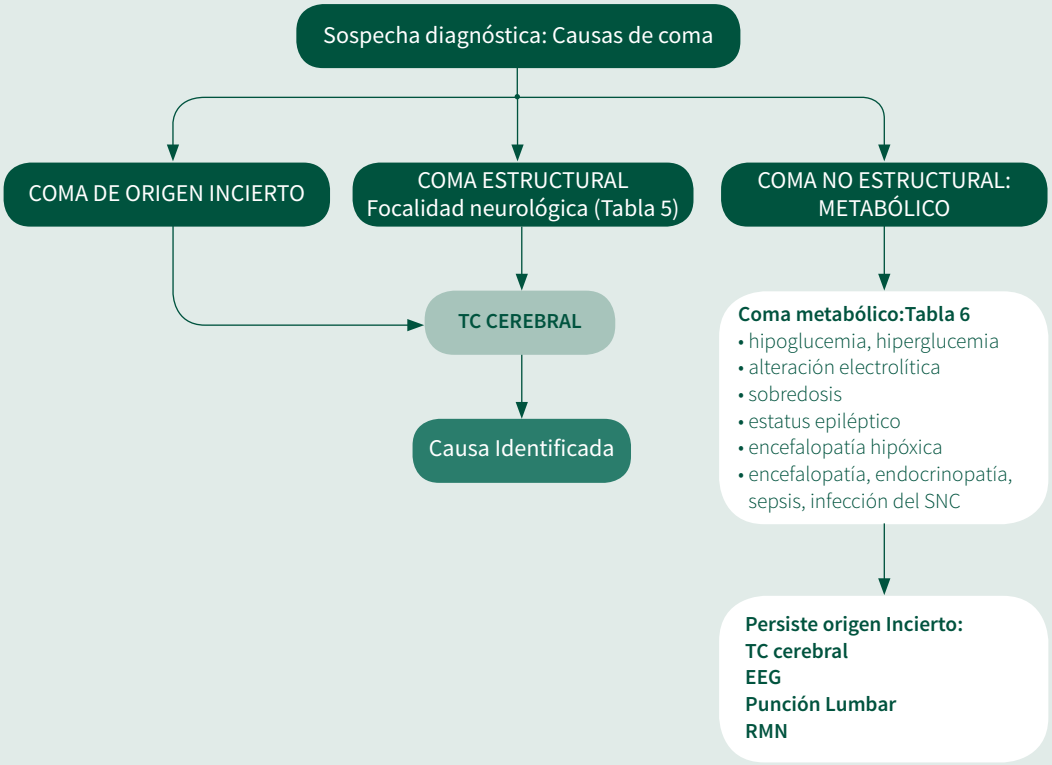 Sospecha diagnóstica: Causas de coma
COMA DE ORIGEN INCIERTO
COMA ESTRUCTURAL
Focalidad neurológica (Tabla 5)
COMA NO ESTRUCTURAL:
METABÓLICO
TC CEREBRAL
Causa Identificada
Coma metabólico:Tabla 6
• hipoglucemia, hiperglucemia
• alteración electrolítica
• sobredosis
• estatus epiléptico
• encefalopatía hipóxica
• encefalopatía, endocrinopatía,
sepsis, infección del SNC
Persiste origen Incierto:
TC cerebral
EEG
Punción Lumbar
RMN